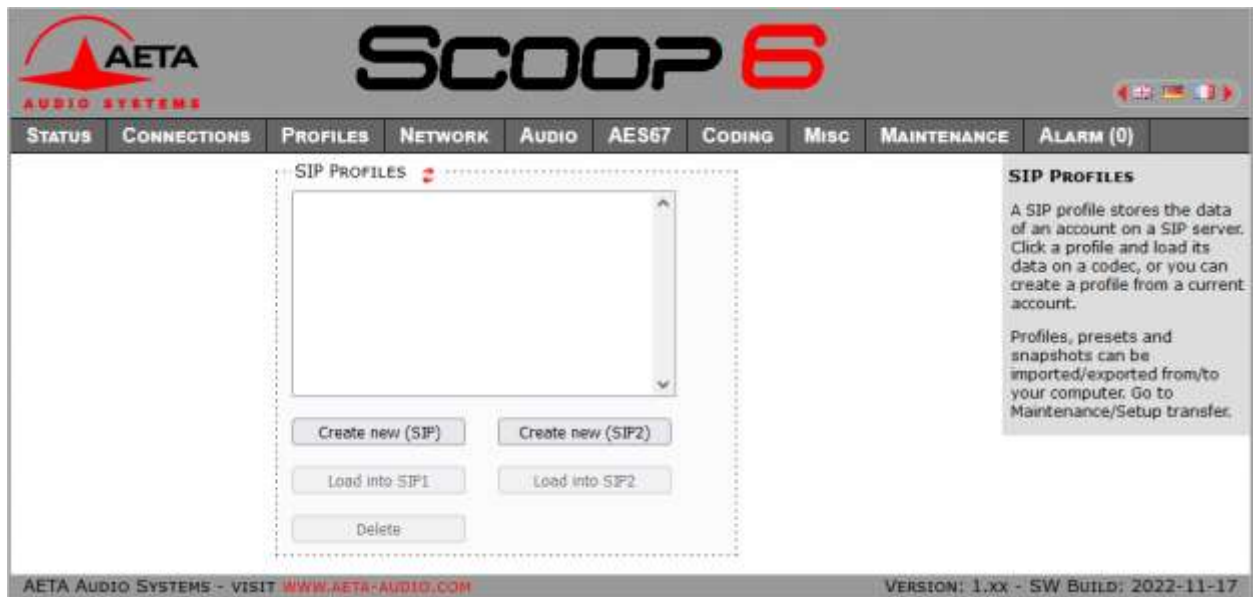 AETA
AUDIO SYSTEMS
SCOOP 6
STATUS CONNECTIONS PROFILES NETWORK AUDIO AES67 CODING MISC MAINTENANCE ALARM (0)
SIP PROFILES
Create new (SIP) Create new (SIP2)
Load into SIP1 Load into SIP2
Delete
SIP PROFILES
A SIP profile stores the data
of an account on a SIP server.
Click a profile and load its
data on a codec, or you can
create a profile from a current
account.
Profiles, presets and
snapshots can be
imported/exported from/to
your computer. Go to
Maintenance/Setup transfer.
AETA AUDIO SYSTEMS - VISIT WWW.AETA-AUDIO.COM VERSION: 1.XX - SW BUILD: 2022-11-17